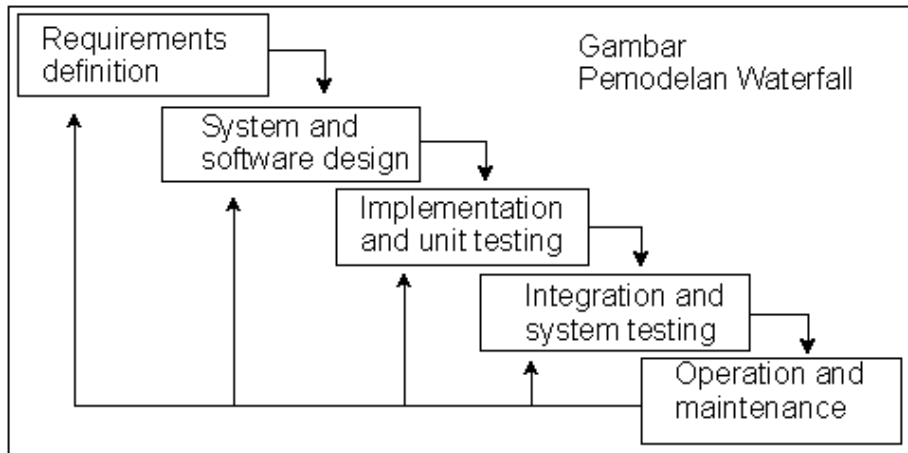 Requirements
definition
Gambar
Pemodelan Waterfall
System and
software design
Implementation
and unit testing
Integration and
system testing
Operation and
maintenance